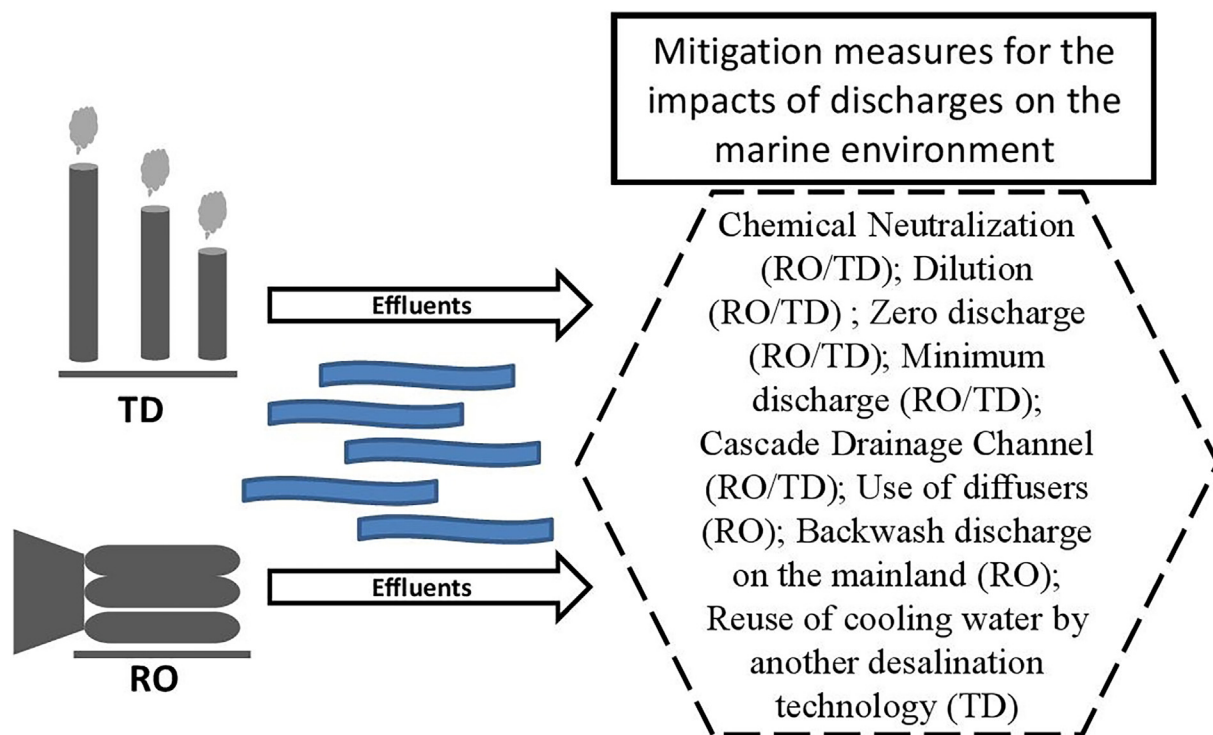 Mitigation measures for the
impacts of discharges on the
marine environment
Effluents
TD
Effluents
RO
Chemical Neutralization
(RO/TD); Dilution
(RO/TD) ; Zero discharge
(RO/TD); Minimum
discharge (RO/TD);
Cascade Drainage Channel
(RO/TD); Use of diffusers
(RO); Backwash discharge
on the mainland (RO);
Reuse of cooling water by
another desalination
technology (TD)